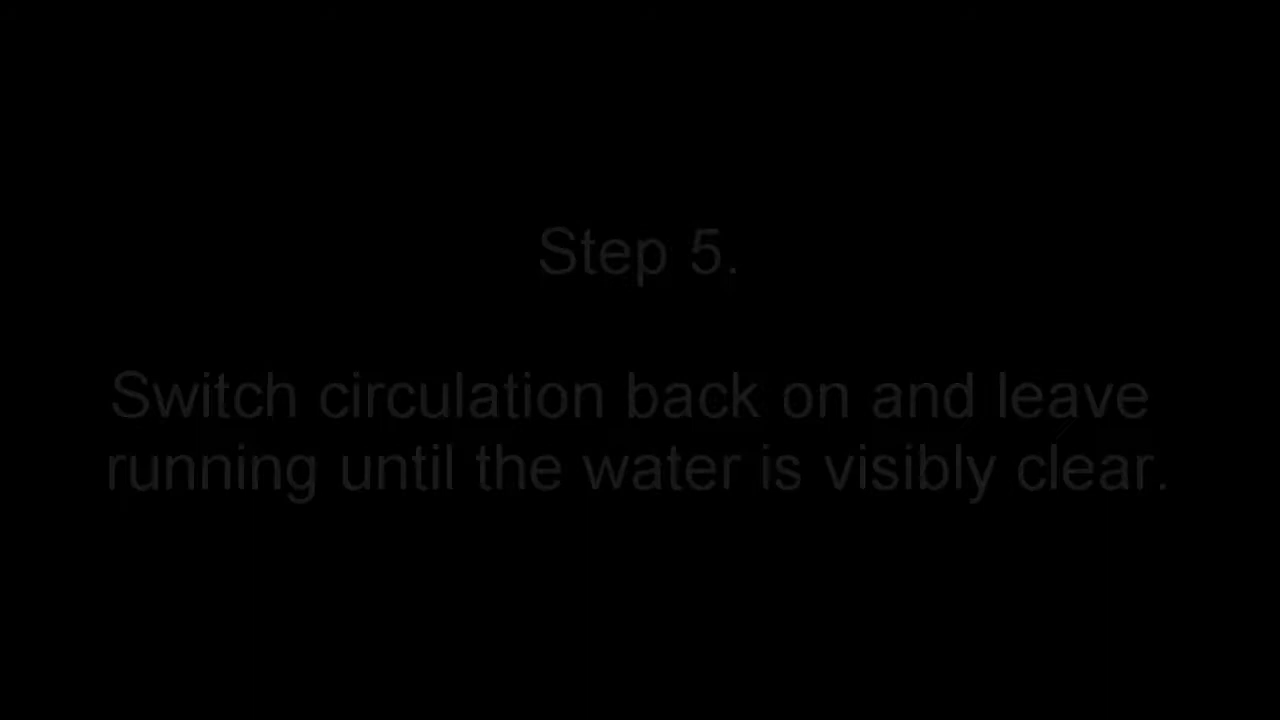 Step 5.
Switch circulation back on and leave
running until the water is visibly clear.